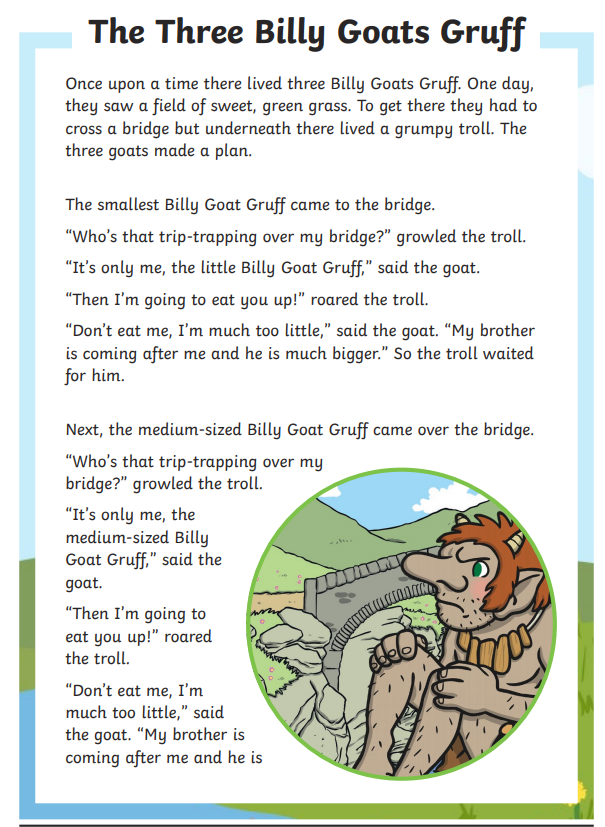 The Three Billy Goats Gruff
Once upon a time there lived three Billy Goats Gruff. One day,
they saw a field of sweet, green grass. To get there they had to
cross a bridge but underneath there lived a grumpy troll. The
three goats made a plan.
The smallest Billy Goat Gruff came to the bridge.
“Who’s that trip-trapping over my bridge?” growled the troll.
“It’s only me, the little Billy Goat Gruff,” said the goat.
“Then I’m going to eat you up!” roared the troll.
“Don’t eat me, I’m much too little,” said the goat. “My brother
is coming after me and he is much bigger.” So the troll waited
for him.
Next, the medium-sized Billy Goat Gruff came over the bridge.
“Who’s that trip-trapping over my
bridge?” growled the troll.
“It’s only me, the
medium-sized Billy
Goat Gruff,” said the
goat.
“Then I’m going to
eat you up!” roared
the troll.
“Don’t eat me, I’m
much too little,” said
the goat. “My brother is
coming after me and he is